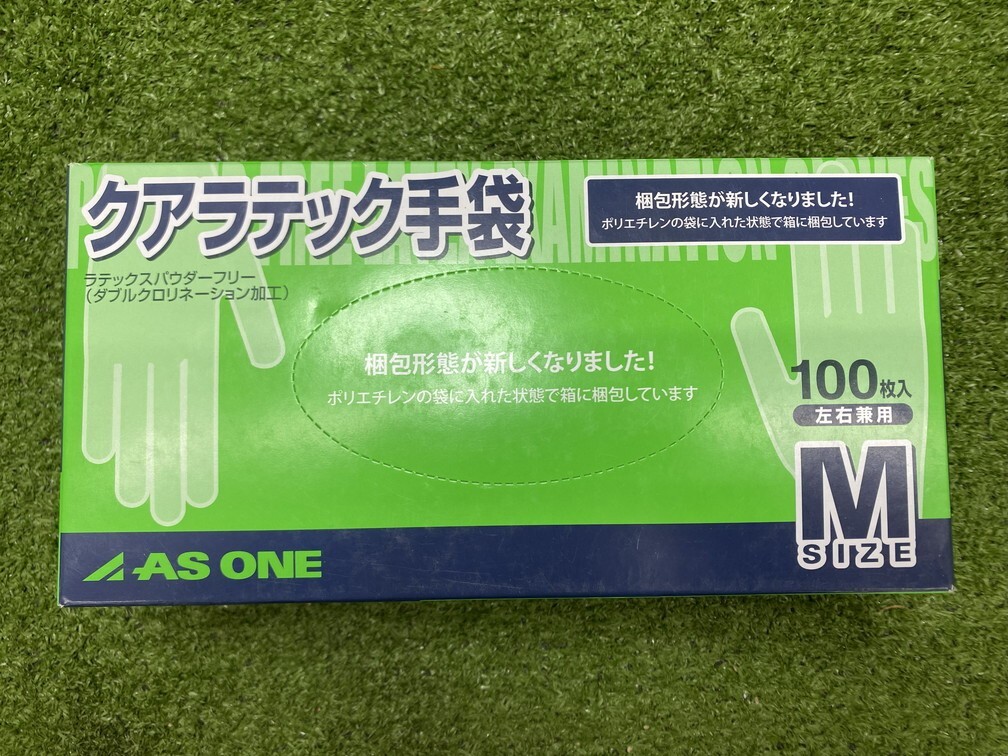 POWDER FREE LATEX EXAMINATION GLOVES
クアラテック手袋
梱包形態が新しくなりました!
ポリエチレンの袋に入れた状態で箱に梱包しています
ラテックスパウダーフリー
(ダブルクロリネーション加工)
梱包形態が新しくなりました!
ポリエチレンの袋に入れた状態で箱に梱包しています
100枚入
左右兼用
M
SIZE
AS ONE